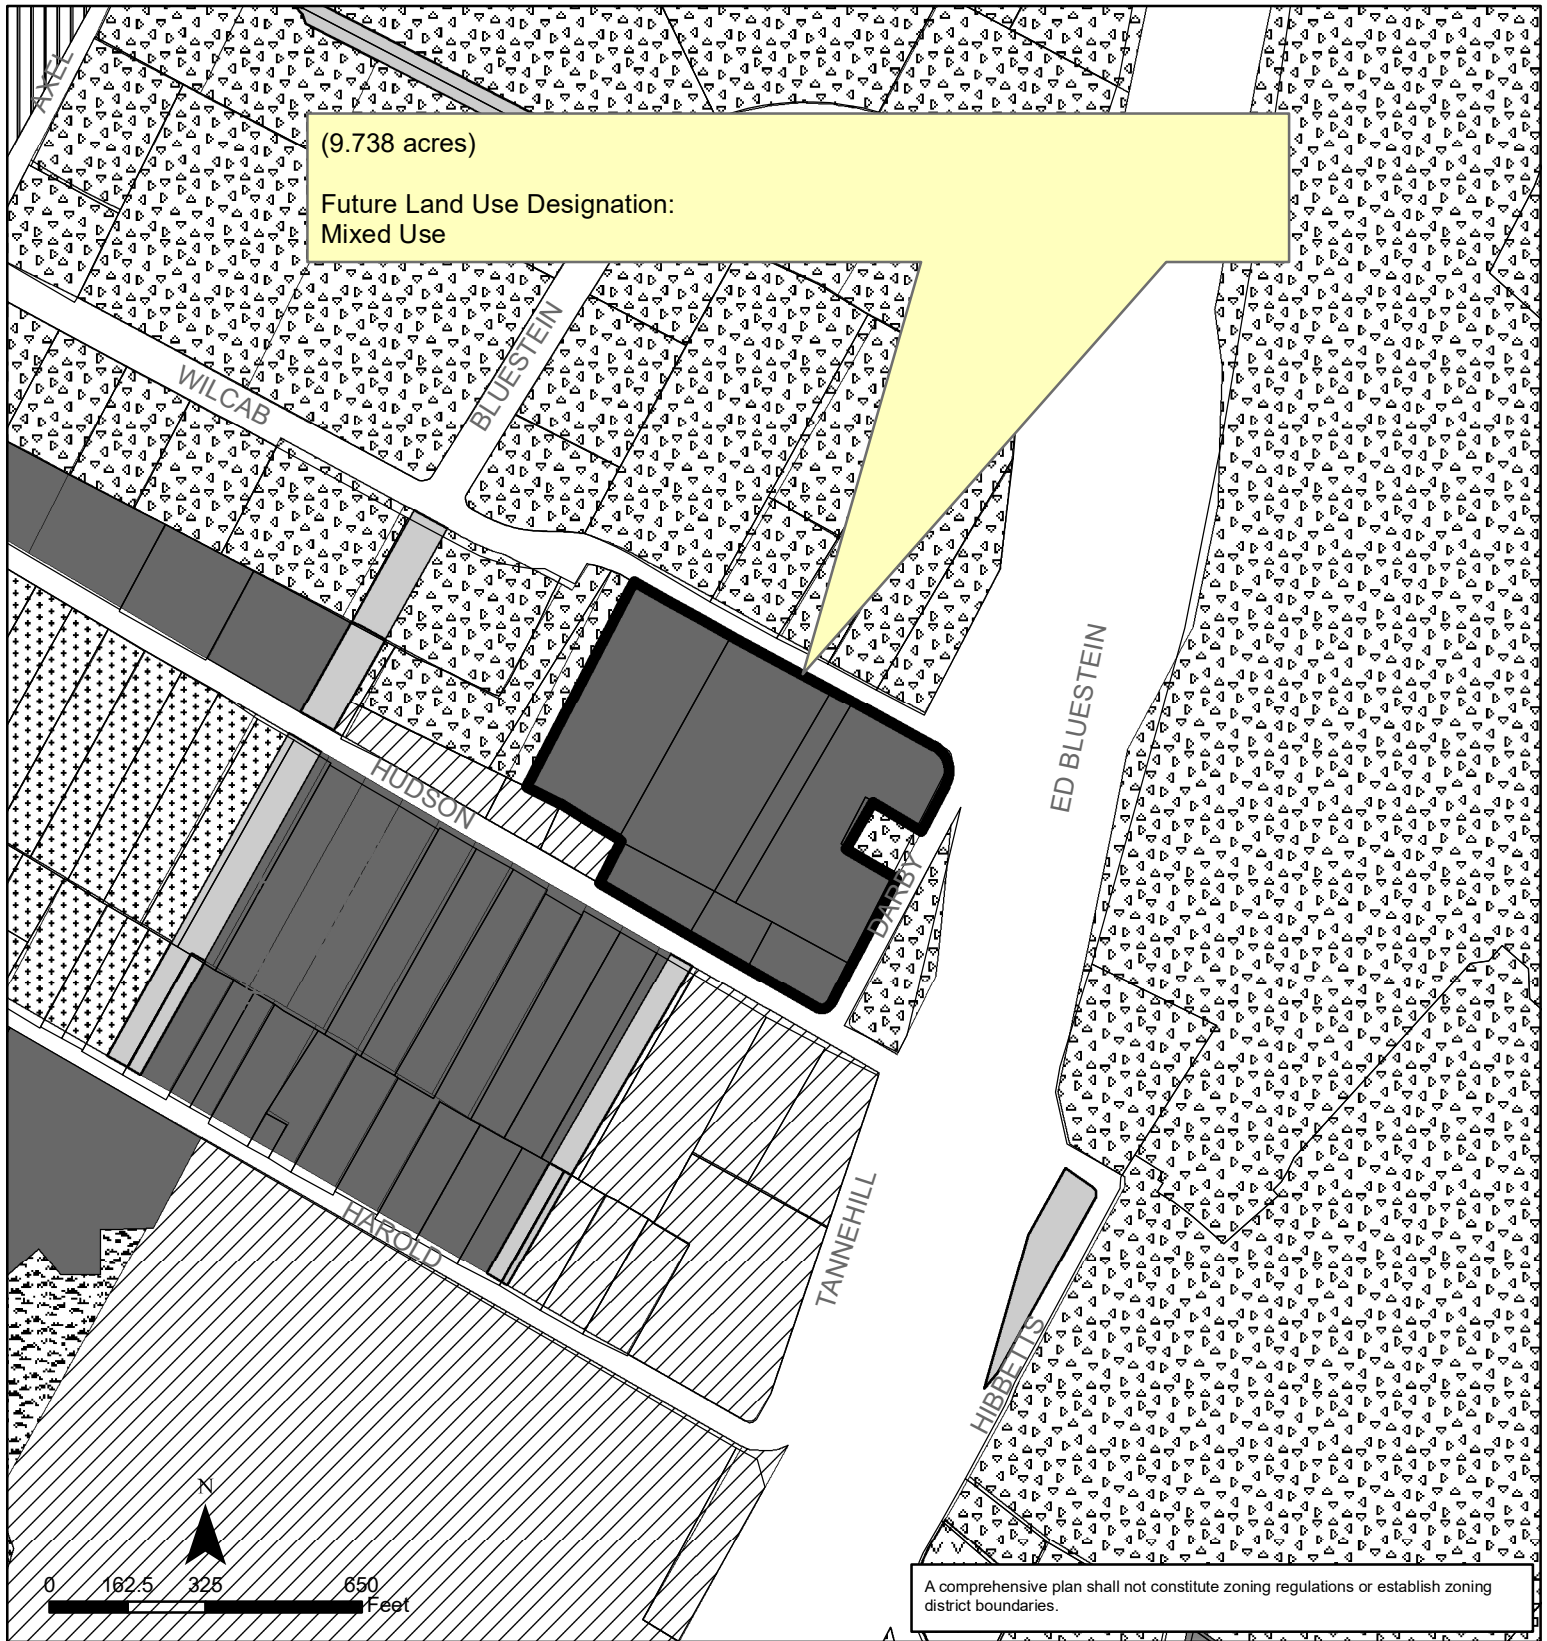 AXEL
(9.738 acres)
Future Land Use Designation:
Mixed Use
WILCAB
BLUESTEIN
ED BLUESTEIN
HUDSON
DARBY
HAROLD
TANNEHILL
HIBBETTS
N
0 162.5 325 650
Feet
A comprehensive plan shall not constitute zoning regulations or establish zoning
district boundaries.